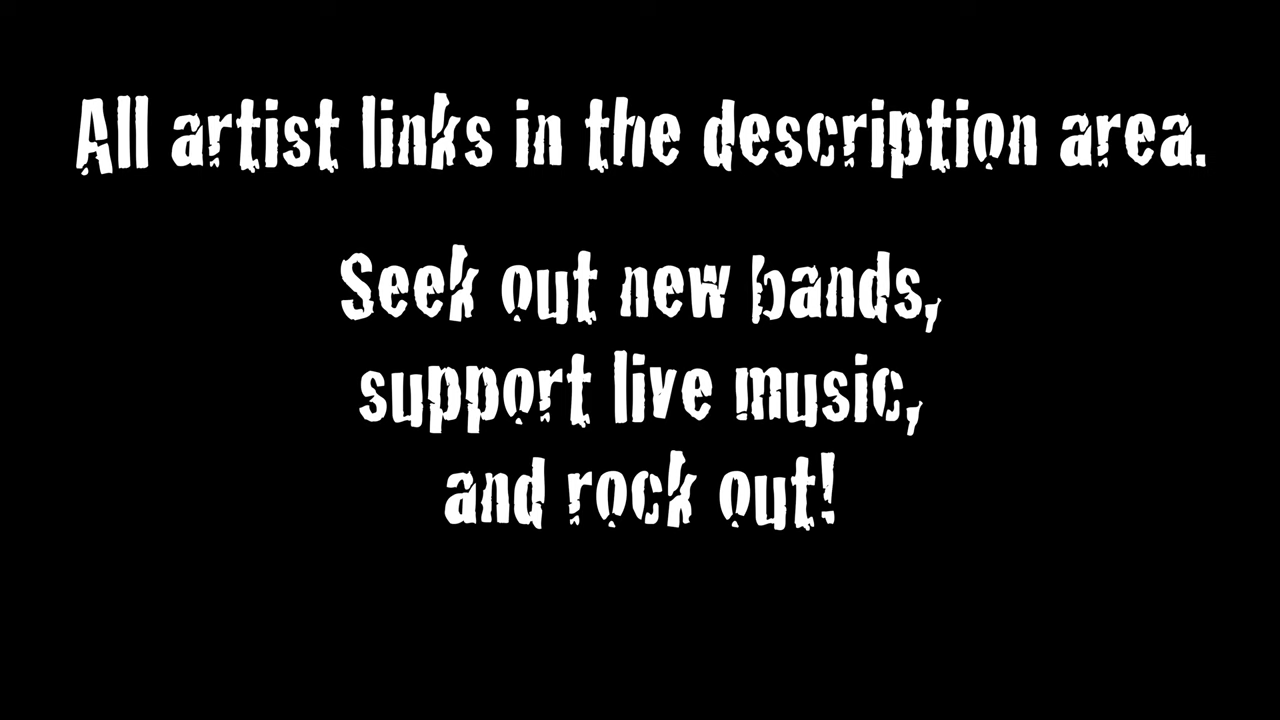 All artist links in the description area.
Seek out new bands,
support live music,
and rock out!